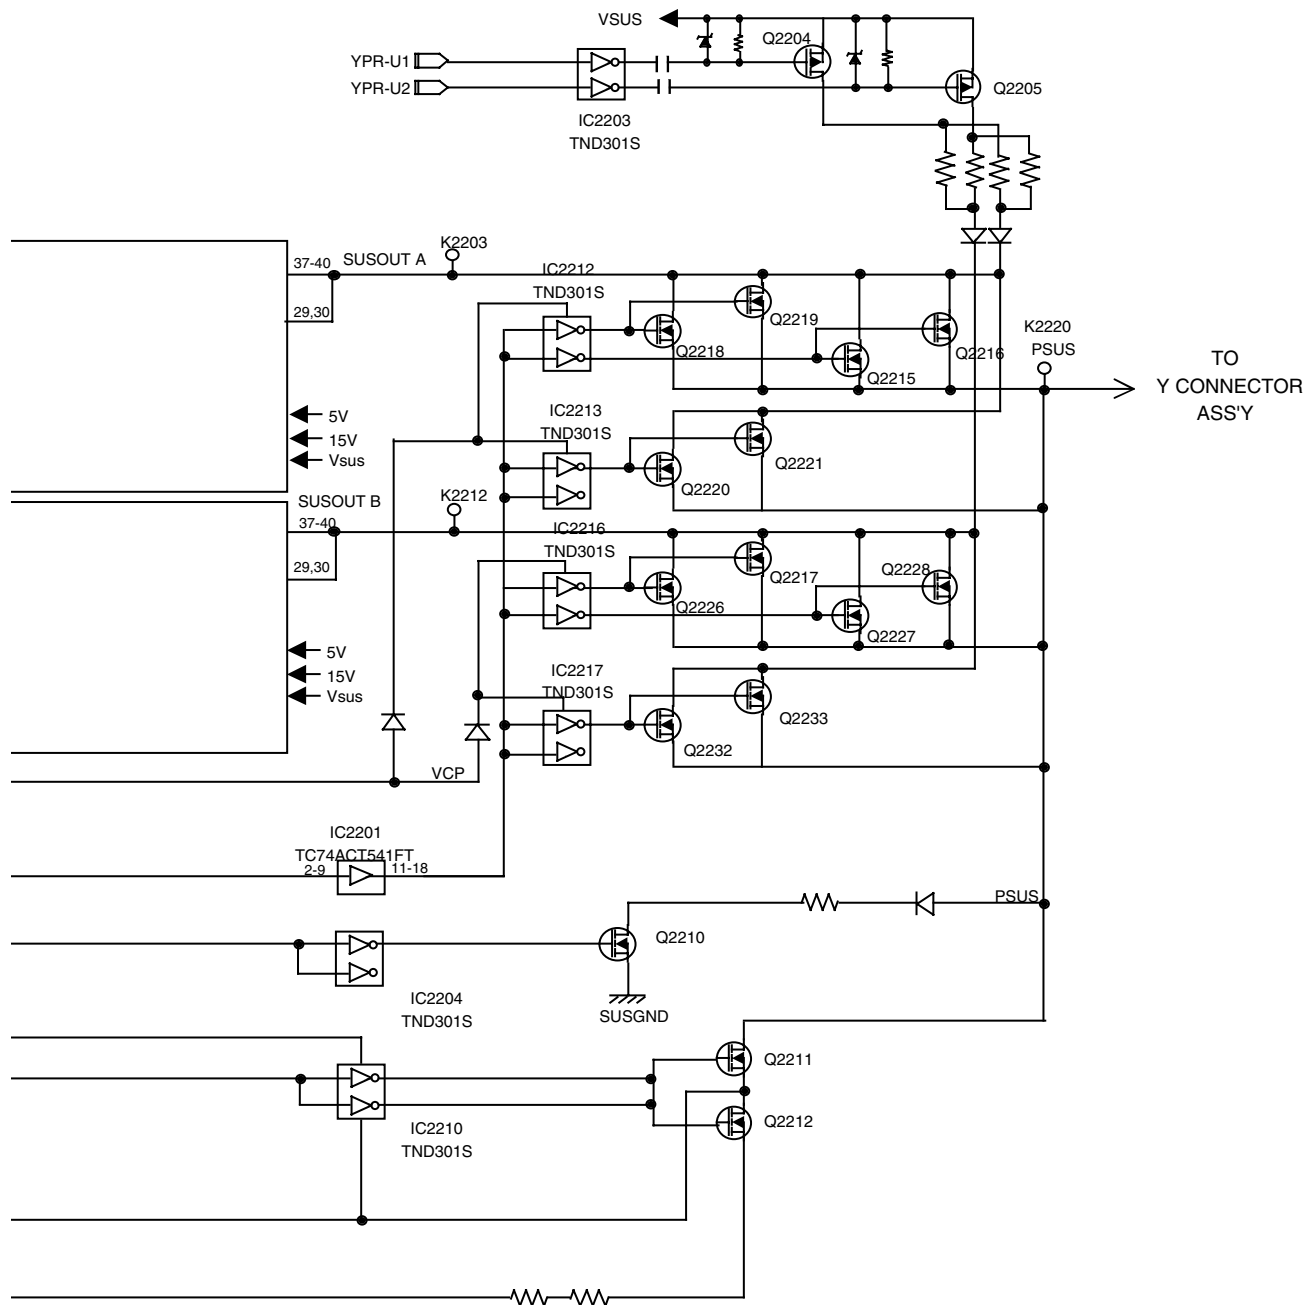 VSUS
Q2204
YPR-U1
YPR-U2
Q2205
IC2203
TND301S
K2203
37-40
SUSOUT A
IC2212
TND301S
29,30
Q2219
Q2218
Q2216
Q2215
K2220
PSUS
TO
Y CONNECTOR
ASS'Y
5V
15V
Vsus
IC2213
TND301S
Q2221
Q2220
SUSOUT B
K2212
37-40
IC2216
TND301S
29,30
Q2217
Q2228
Q2226
Q2227
5V
15V
Vsus
IC2217
TND301S
Q2233
Q2232
VCP
IC2201
TC74ACT541FT
2-9
11-18
PSUS
Q2210
IC2204
TND301S
SUSGND
Q2211
Q2212
IC2210
TND301S